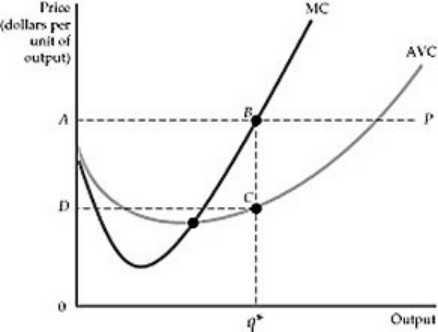 Price
(dollars per
unit of
output)
MC
AVC
A
B
P
D
C
0
q*
Output